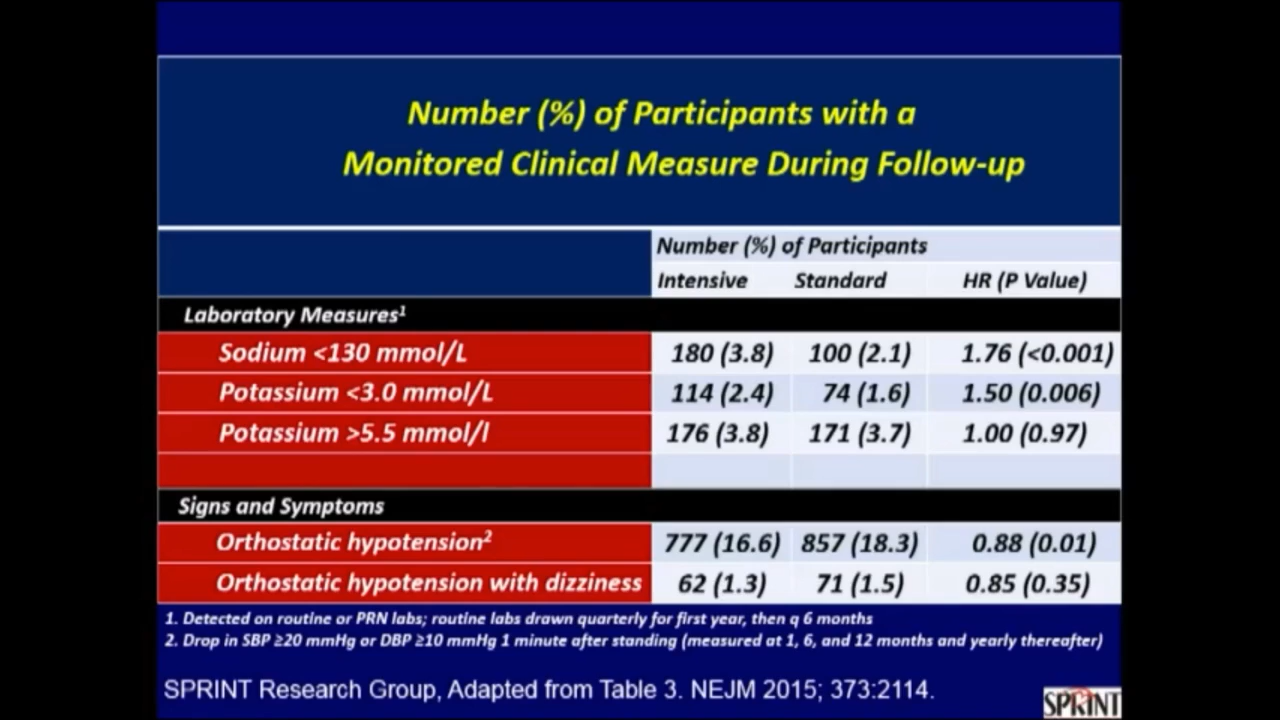 Number (%) of Participants with a
Monitored Clinical Measure During Follow-up
Number (%) of Participants
Intensive Standard HR (P Value)
Laboratory Measures1
Sodium <130 mmol/L 180 (3.8) 100 (2.1) 1.76 (<0.001)
Potassium <3.0 mmol/L 114 (2.4) 74 (1.6) 1.50 (0.006)
Potassium >5.5 mmol/l 176 (3.8) 171 (3.7) 1.00 (0.97)
Signs and Symptoms
Orthostatic hypotension2 777 (16.6) 857 (18.3) 0.88 (0.01)
Orthostatic hypotension with dizziness 62 (1.3) 71 (1.5) 0.85 (0.35)
1. Detected on routine or PRN labs; routine labs drawn quarterly for first year, then q 6 months
2. Drop in SBP ≥20 mmHg or DBP ≥10 mmHg 1 minute after standing (measured at 1, 6, and 12 months and yearly thereafter)
SPRINT Research Group, Adapted from Table 3. NEJM 2015; 373:2114.
SPRINT